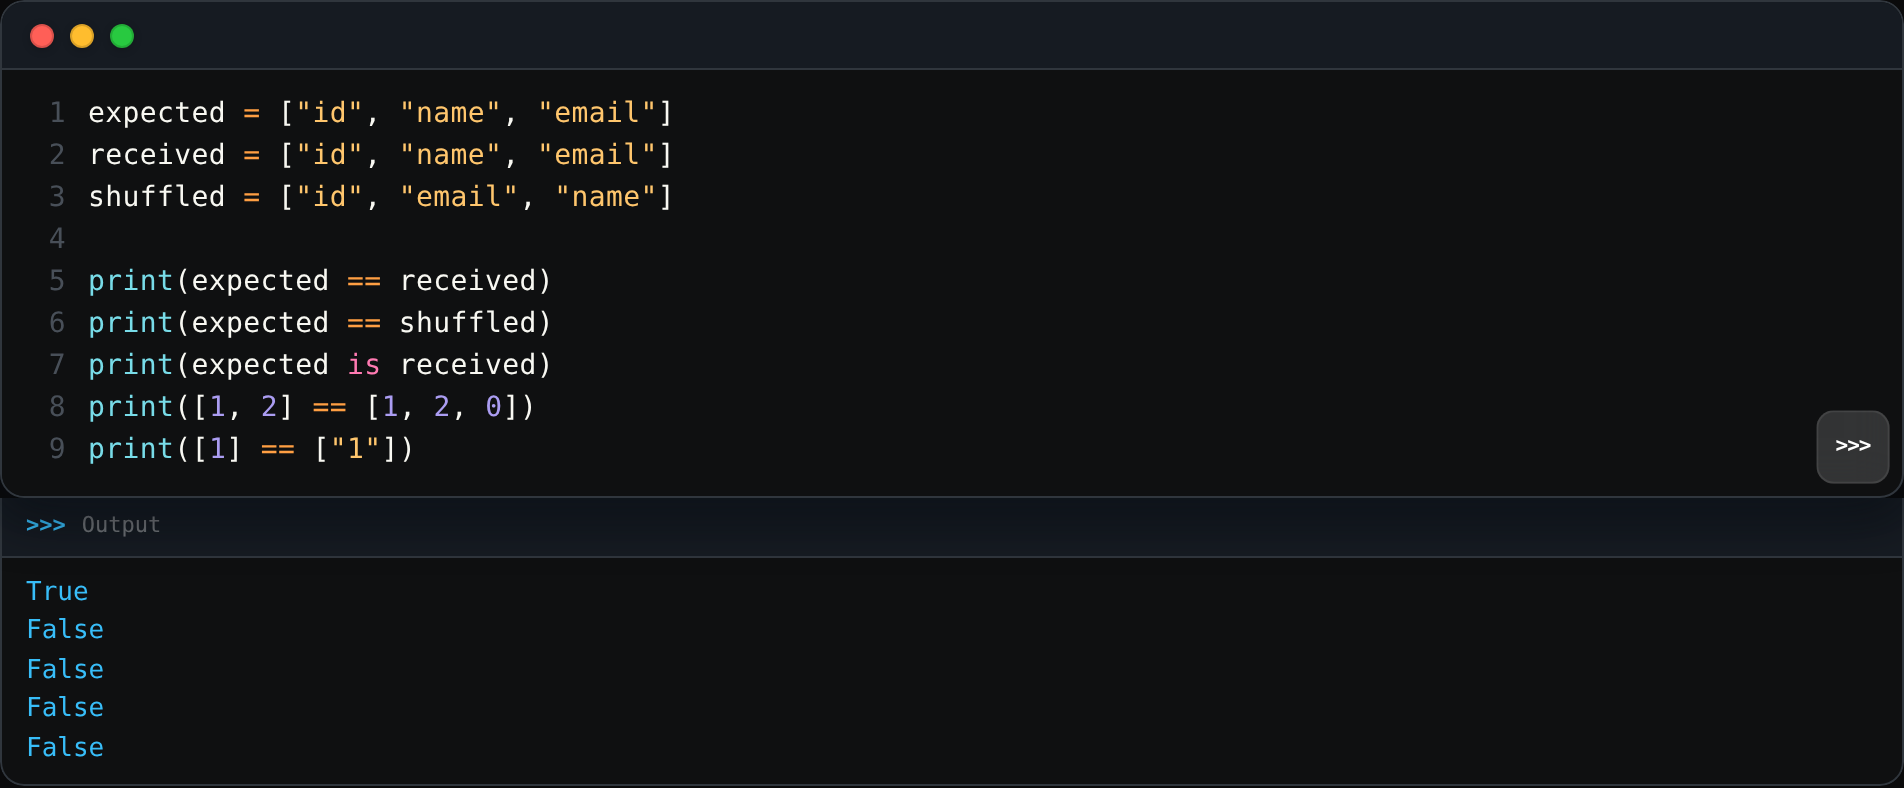 1 expected = ["id", "name", "email"]
2 received = ["id", "name", "email"]
3 shuffled = ["id", "email", "name"]
4
5 print(expected == received)
6 print(expected == shuffled)
7 print(expected is received)
8 print([1, 2] == [1, 2, 0])
9 print([1] == ["1"])
>>>
>>> Output
True
False
False
False
False